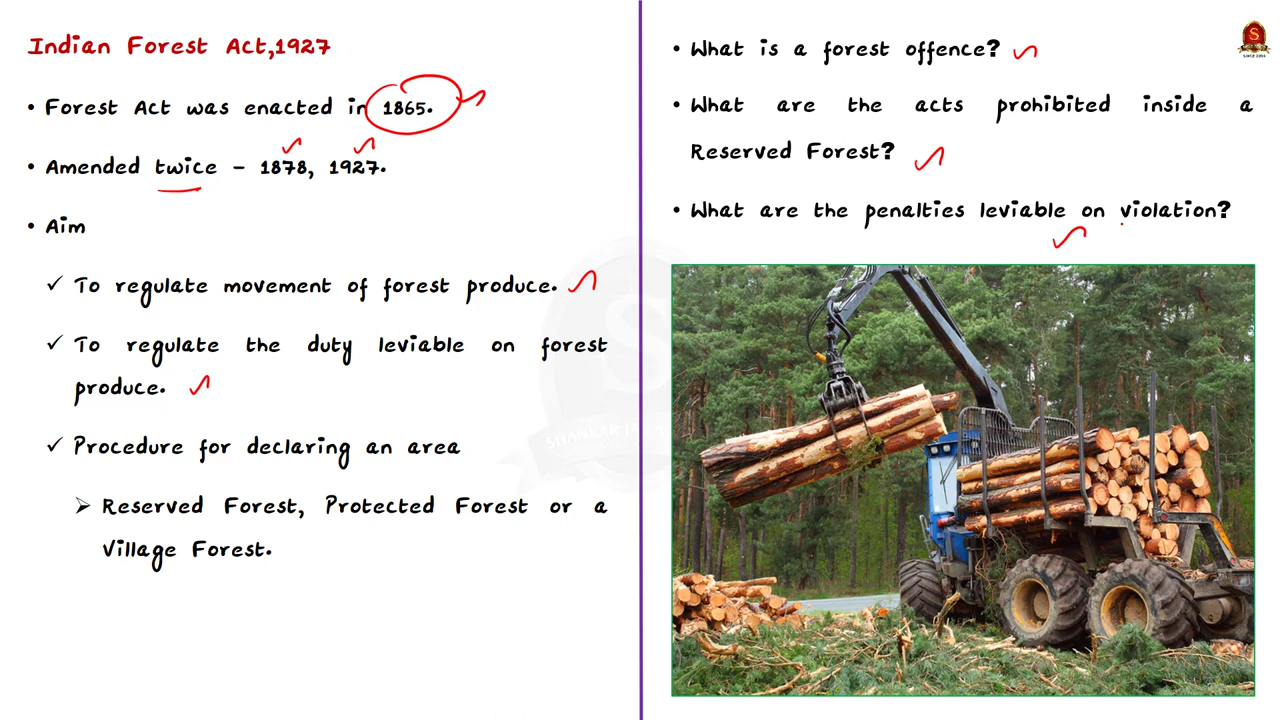 Indian Forest Act,1927
• Forest Act was enacted in 1865.
• Amended twice – 1878, 1927.
• Aim
✓ To regulate movement of forest produce.
✓ To regulate the duty leviable on forest
produce.
✓ Procedure for declaring an area
➢ Reserved Forest, Protected Forest or a
Village Forest.
• What is a forest offence?
• What are the acts prohibited inside a
Reserved Forest?
• What are the penalties leviable on violation?
S
SINCE 2004